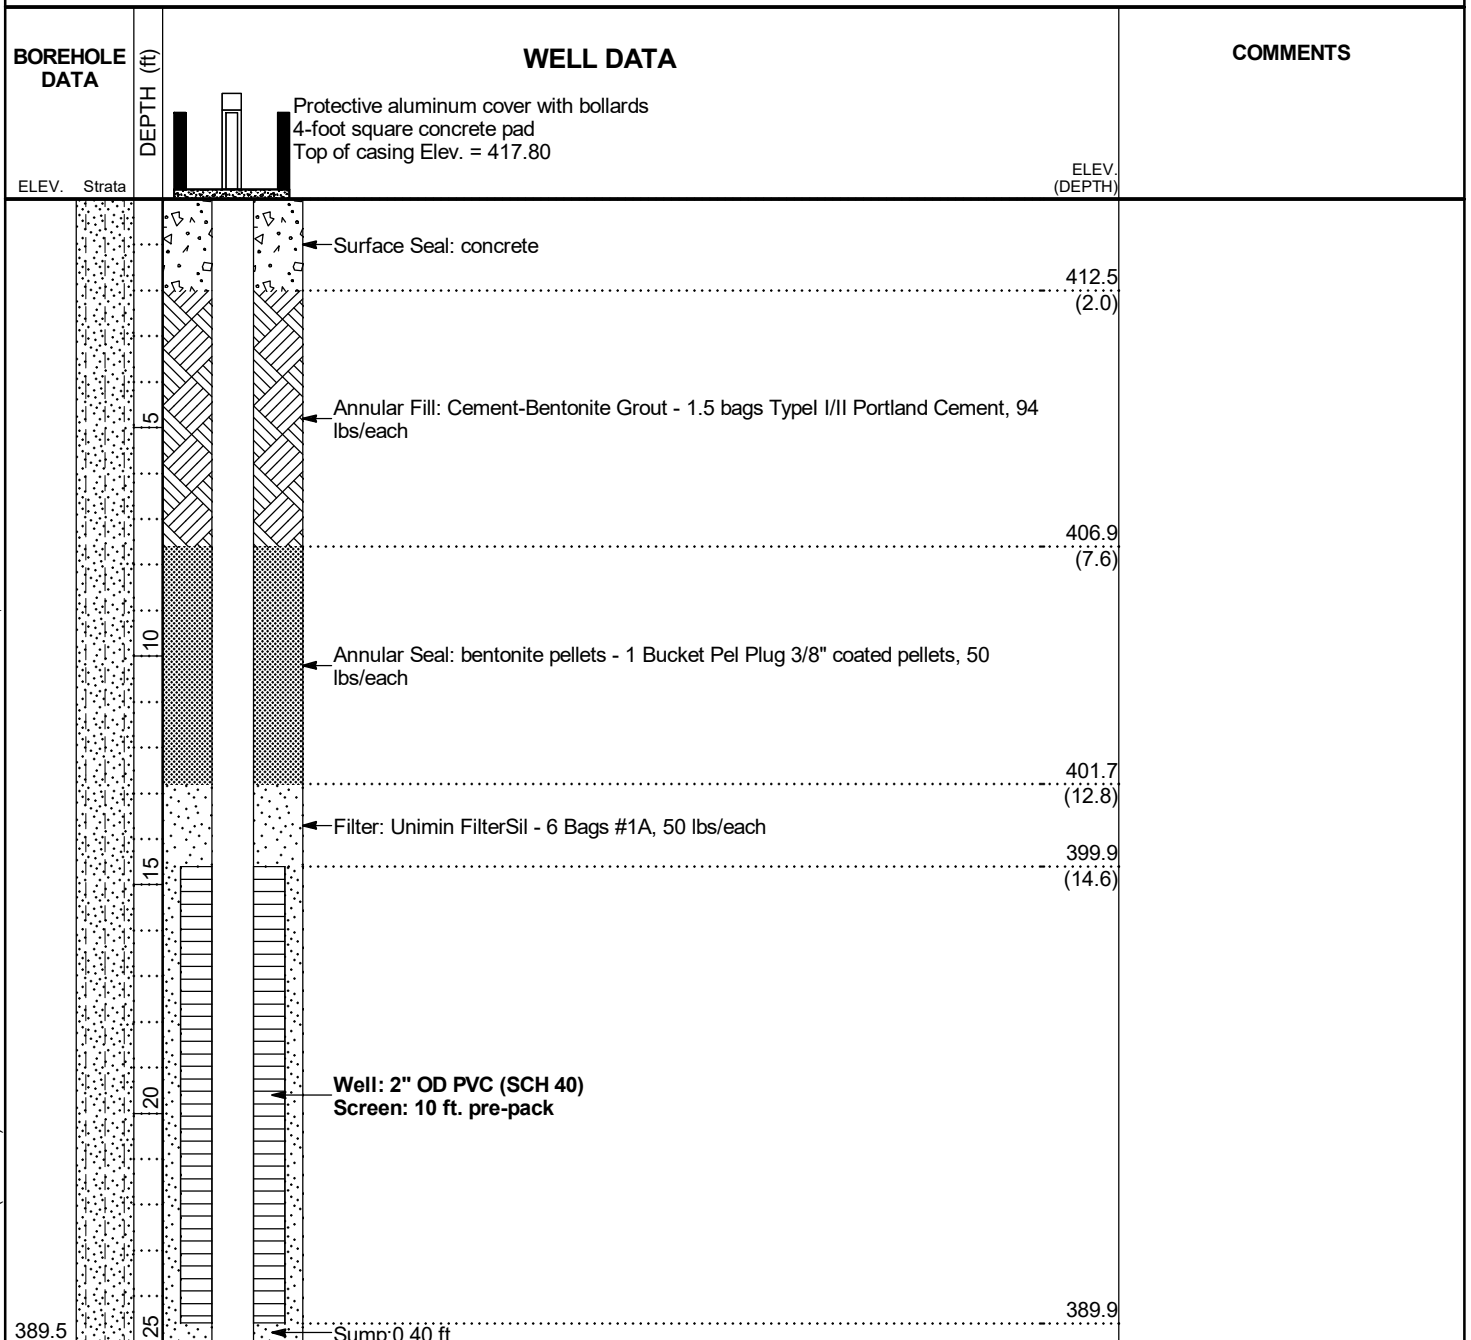 BOREHOLE
DATA
DEPTH (ft)
WELL DATA
COMMENTS
Protective aluminum cover with bollards
4-foot square concrete pad
Top of casing Elev. = 417.80
ELEV.
(DEPTH)
ELEV. Strata
Surface Seal: concrete
412.5
(2.0)
Annular Fill: Cement-Bentonite Grout - 1.5 bags TypeI I/II Portland Cement, 94
lbs/each
5
406.9
(7.6)
10
Annular Seal: bentonite pellets - 1 Bucket Pel Plug 3/8" coated pellets, 50
lbs/each
401.7
(12.8)
Filter: Unimin FilterSil - 6 Bags #1A, 50 lbs/each
399.9
(14.6)
15
Well: 2" OD PVC (SCH 40)
Screen: 10 ft. pre-pack
20
389.9
25
389.5
Sump:0.40 ft